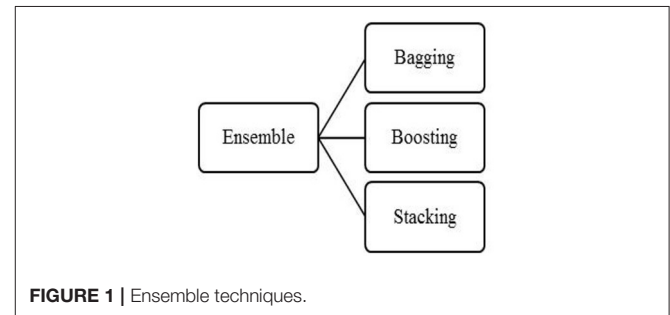 Bagging
Ensemble
Boosting
Stacking
FIGURE 1 | Ensemble techniques.